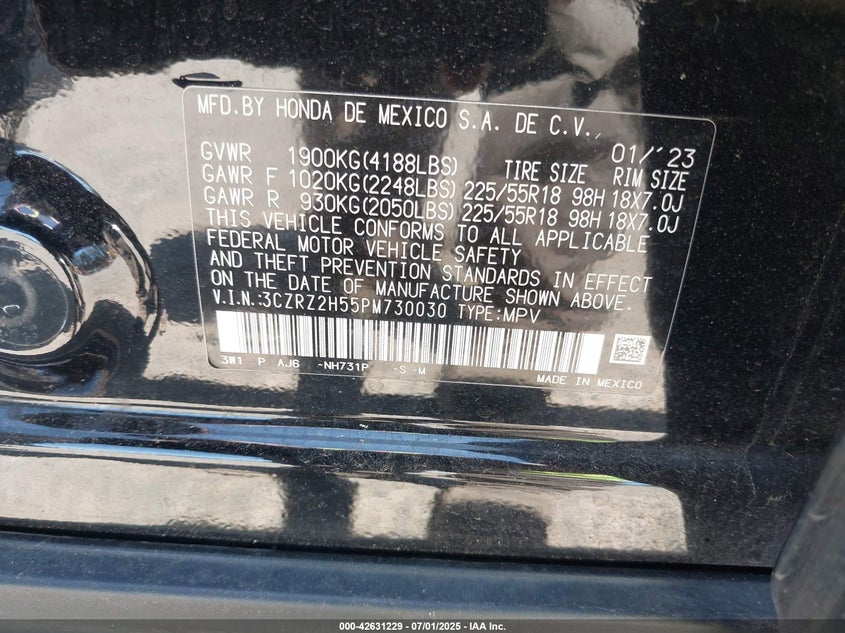 MFD.BY HONDA DE MEXICO S.A. DE C.V., 01/'23
GVWR 1900KG(4188LBS) TIRE SIZE RIM SIZE
GAWR F 1020KG(2248LBS) 225/55R18 98H 18X7.0J
GAWR R 930KG(2050LBS) 225/55R18 98H 18X7.0J
THIS VEHICLE CONFORMS TO ALL APPLICABLE
FEDERAL MOTOR VEHICLE SAFETY
AND THEFT PREVENTION STANDARDS IN EFFECT
ON THE DATE OF MANUFACTURE SHOWN ABOVE.
V.I.N.:3CZRZ2H55PM730030 TYPE:MPV
3W1 P AJ6 -NH731P -S -M
MADE IN MEXICO
000-42631229 - 07/01/2025 - IAA Inc.